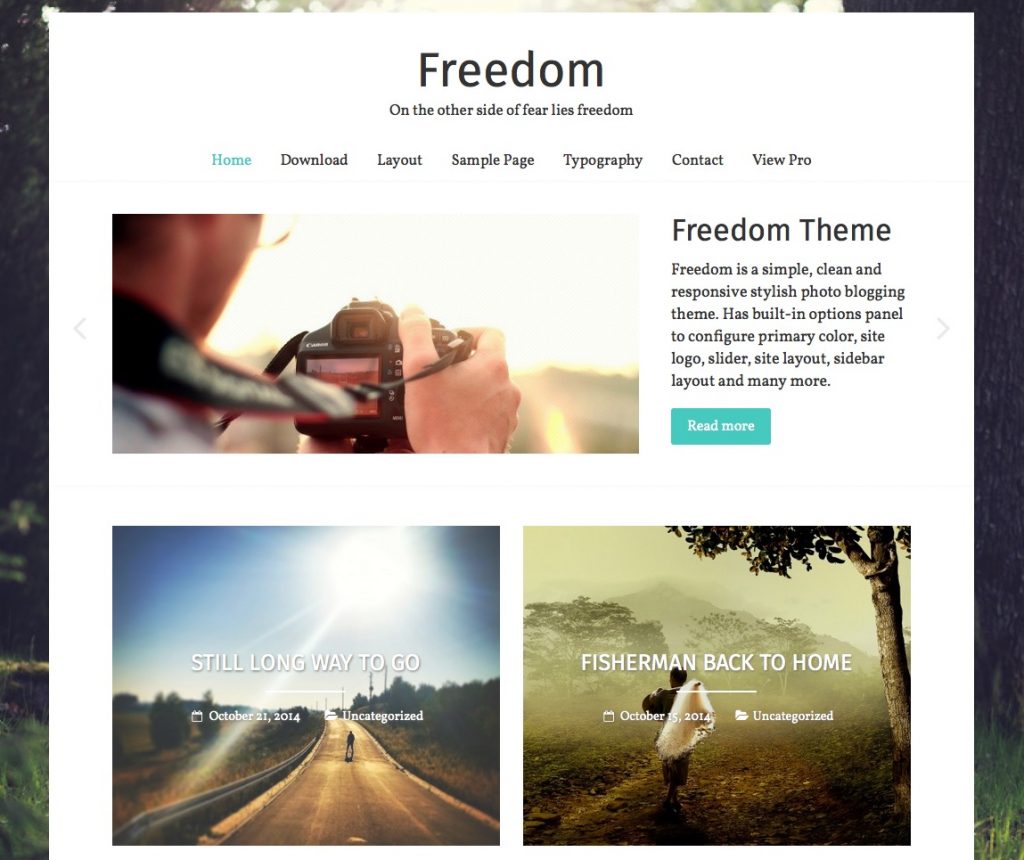 Freedom
On the other side of fear lies freedom
Home Download Layout Sample Page Typography Contact View Pro
Freedom Theme
Freedom is a simple, clean and
responsive stylish photo blogging
theme. Has built-in options panel
to configure primary color, site
logo, slider, site layout, sidebar
layout and many more.
Read more
Canon
MENU
STILL LONG WAY TO GO
October 21, 2014 Uncategorized
FISHERMAN BACK TO HOME
October 15, 2014 Uncategorized